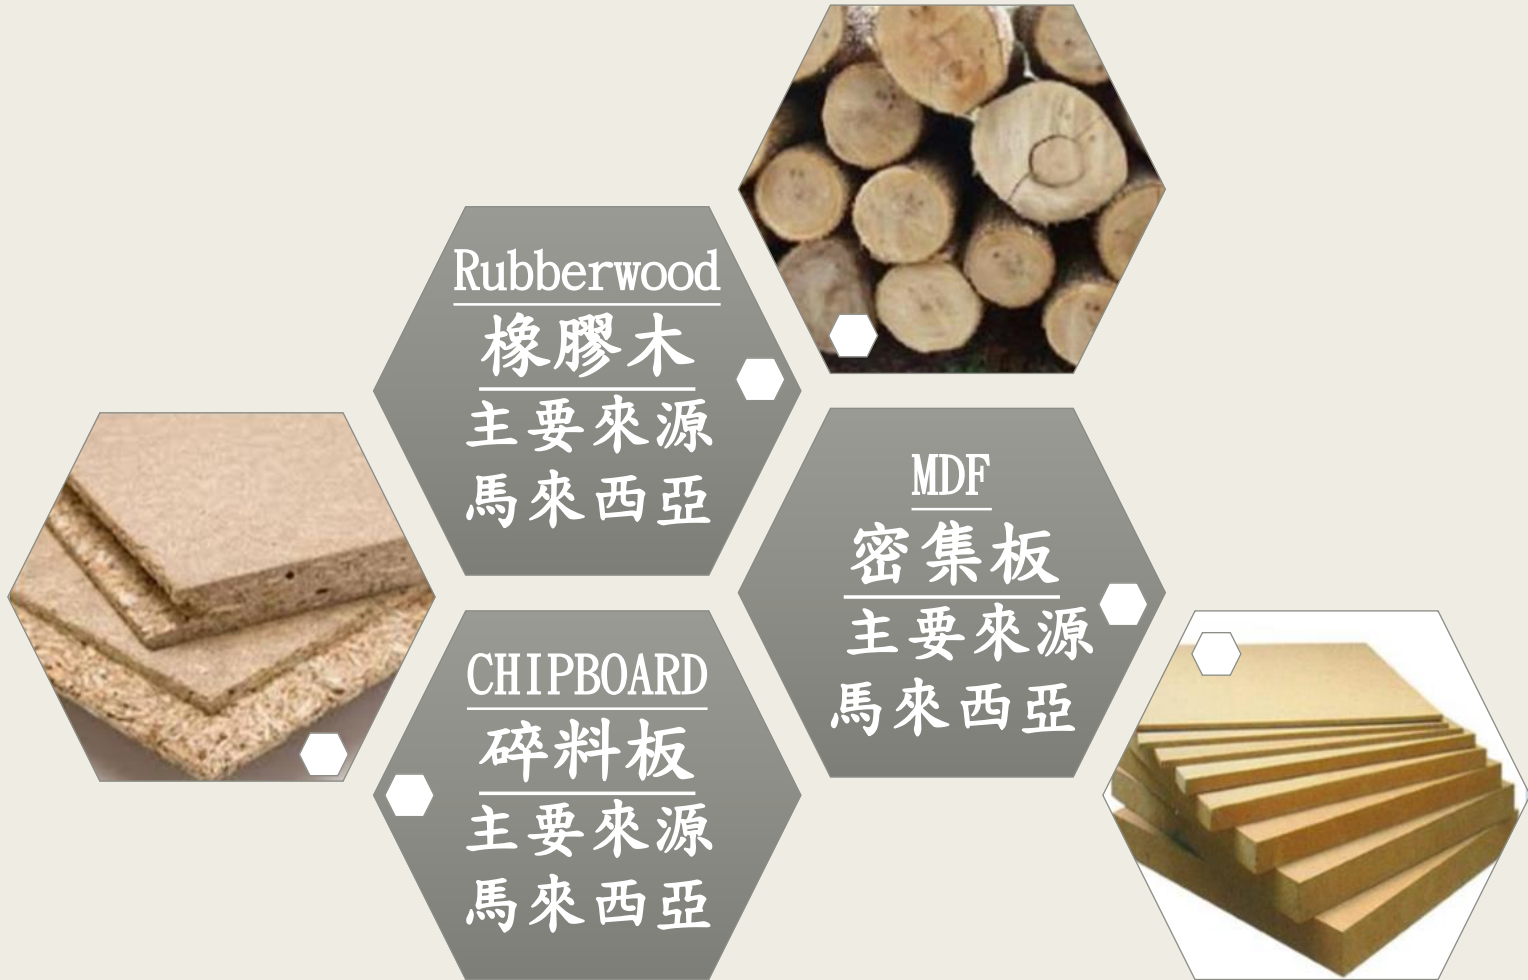 Rubberwood
橡膠木
主要來源
馬來西亞
MDF
密集板
主要來源
馬來西亞
CHIPBOARD
碎料板
主要來源
馬來西亞